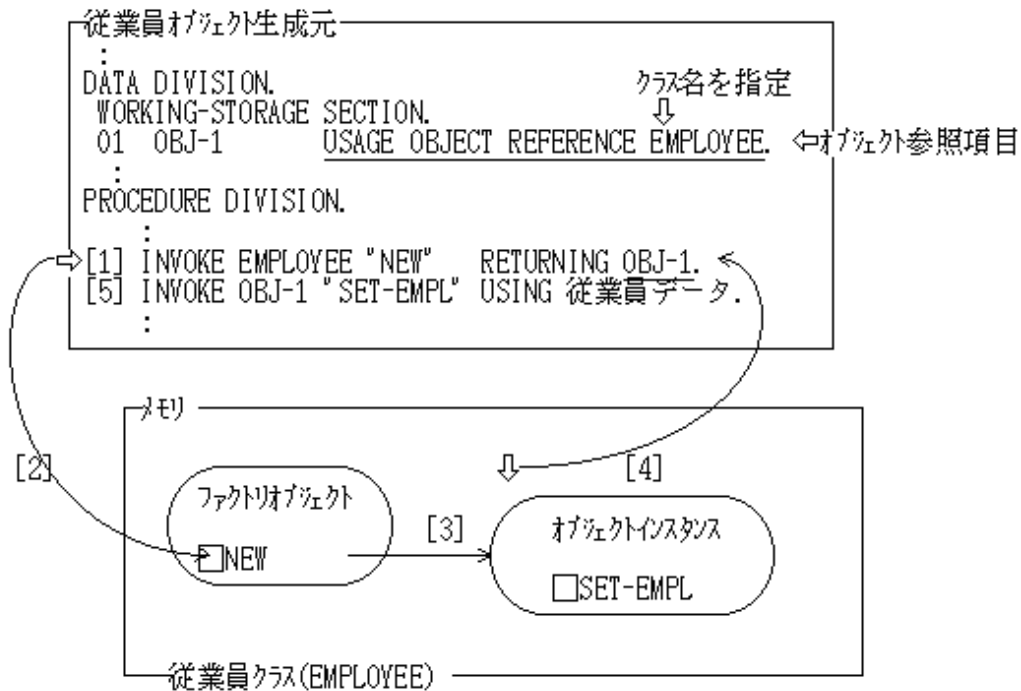 従業員ｵﾌﾞｼﾞｪｸﾄ生成元
:
DATA DIVISION.
クラス名を指定
WORKING-STORAGE SECTION.
01 OBJ-1 USAGE OBJECT REFERENCE EMPLOYEE. ⇦ｵﾌﾞｼﾞｪｸﾄ参照項目
:
PROCEDURE DIVISION.
:
[1] INVOKE EMPLOYEE "NEW" RETURNING OBJ-1.
[5] INVOKE OBJ-1 "SET-EMPL" USING 従業員データ.
:
ﾒﾓﾘ
[2]
[4]
ﾌｧｸﾄﾘｵﾌﾞｼﾞｪｸﾄ
[3]
ｵﾌﾞｼﾞｪｸﾄｲﾝｽﾀﾝｽ
□NEW
□SET-EMPL
従業員ｸﾗｽ(EMPLOYEE)